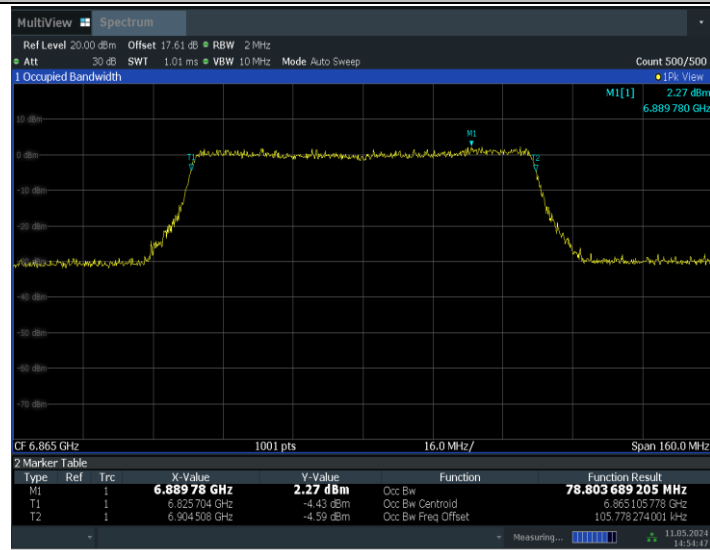 MultiView Spectrum
Ref Level 20.00 dBm Offset 17.61 dB RBW 2 MHz
Att 30 dB SWT 1.01 ms VBW 10 MHz Mode Auto Sweep Count 500/500
1 Occupied Bandwidth 1Pk View
M1[1] 2.27 dBm
6.889 780 GHz
10 dBm
M1
0 dBm
T1
T2
-10 dBm
-20 dBm
-40 dBm
-50 dBm
-60 dBm
-70 dBm
CF 6.865 GHz 1001 pts 16.0 MHz/ Span 160.0 MHz
2 Marker Table
Type Ref Trc X-Value Y-Value Function Function Result
M1 1 6.889 78 GHz 2.27 dBm Occ Bw 78.803 689 205 MHz
T1 1 6.825 704 GHz -4.43 dBm Occ Bw Centroid 6.865 105 778 GHz
T2 1 6.904 508 GHz -4.59 dBm Occ Bw Freq Offset 105.778 274 001 kHz
Measuring... 11.05.2024
14:54:47